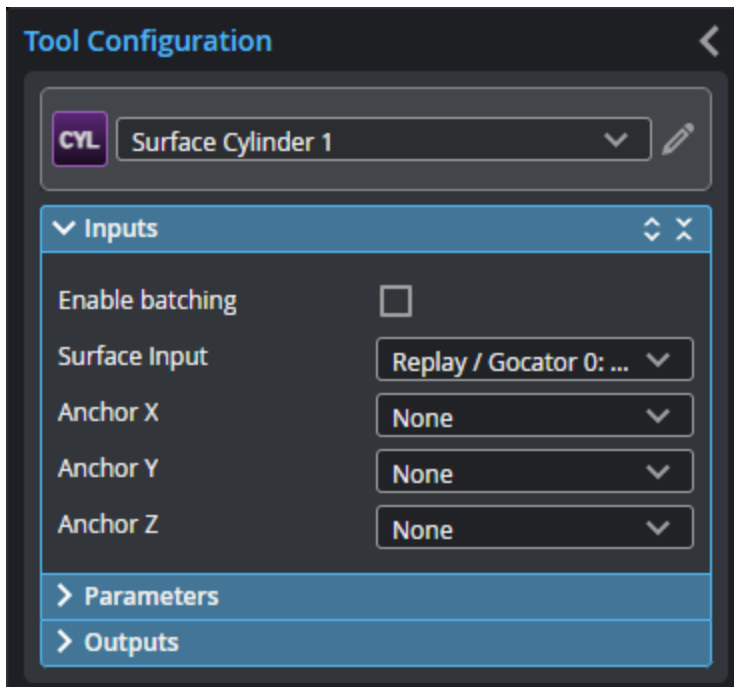 Tool Configuration
CYL Surface Cylinder 1
Inputs
Enable batching
Surface Input Replay / Gocator 0: ...
Anchor X None
Anchor Y None
Anchor Z None
Parameters
Outputs